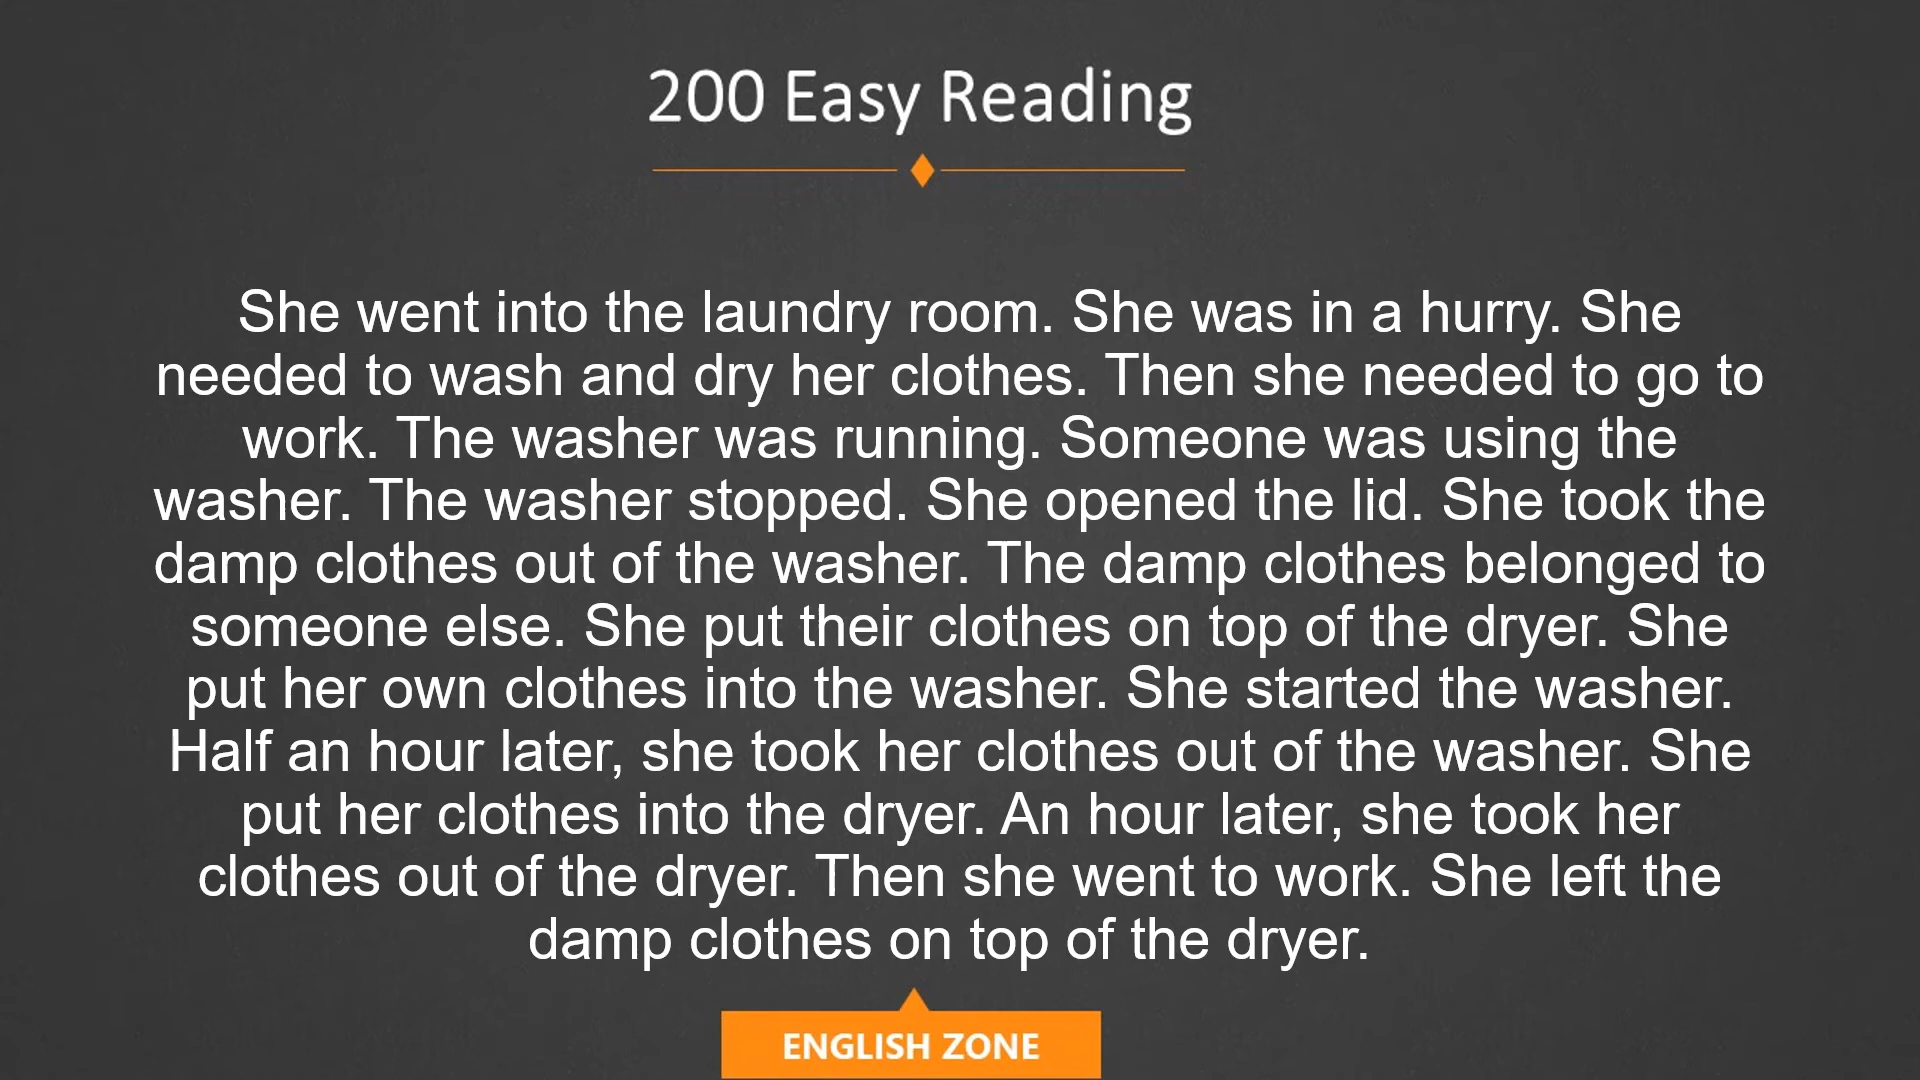 200 Easy Reading
She went into the laundry room. She was in a hurry. She
needed to wash and dry her clothes. Then she needed to go to
work. The washer was running. Someone was using the
washer. The washer stopped. She opened the lid. She took the
damp clothes out of the washer. The damp clothes belonged to
someone else. She put their clothes on top of the dryer. She
put her own clothes into the washer. She started the washer.
Half an hour later, she took her clothes out of the washer. She
put her clothes into the dryer. An hour later, she took her
clothes out of the dryer. Then she went to work. She left the
damp clothes on top of the dryer.
ENGLISH ZONE